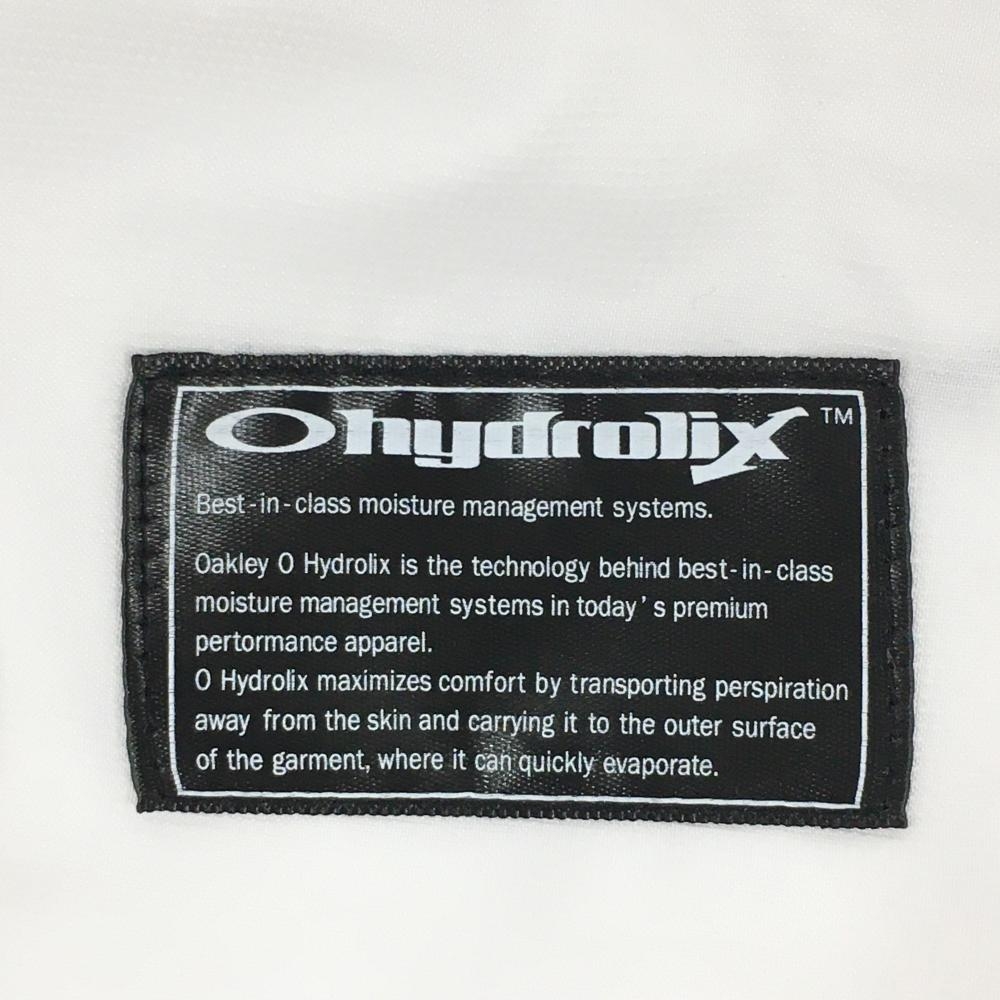 O hydrolix™
Best-in-class moisture management systems.
Oakley O Hydrolix is the technology behind best-in-class
moisture management systems in today's premium
pertormance apparel.
O Hydrolix maximizes comfort by transporting perspiration
away from the skin and carrying it to the outer surface
of the garment, where it can quickly evaporate.